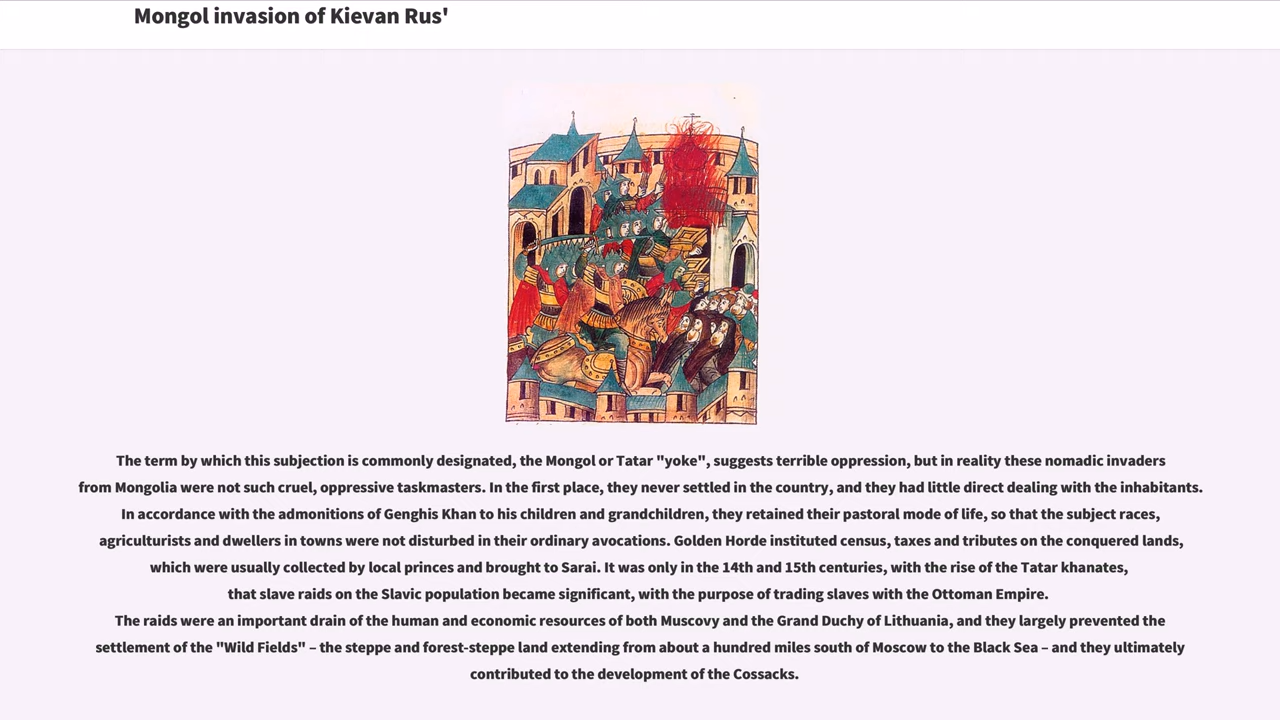 Mongol invasion of Kievan Rus'
The term by which this subjection is commonly designated, the Mongol or Tatar "yoke", suggests terrible oppression, but in reality these nomadic invaders
from Mongolia were not such cruel, oppressive taskmasters. In the first place, they never settled in the country, and they had little direct dealing with the inhabitants.
In accordance with the admonitions of Genghis Khan to his children and grandchildren, they retained their pastoral mode of life, so that the subject races,
agriculturists and dwellers in towns were not disturbed in their ordinary avocations. Golden Horde instituted census, taxes and tributes on the conquered lands,
which were usually collected by local princes and brought to Sarai. It was only in the 14th and 15th centuries, with the rise of the Tatar khanates,
that slave raids on the Slavic population became significant, with the purpose of trading slaves with the Ottoman Empire.
The raids were an important drain of the human and economic resources of both Muscovy and the Grand Duchy of Lithuania, and they largely prevented the
settlement of the "Wild Fields" – the steppe and forest-steppe land extending from about a hundred miles south of Moscow to the Black Sea – and they ultimately
contributed to the development of the Cossacks.